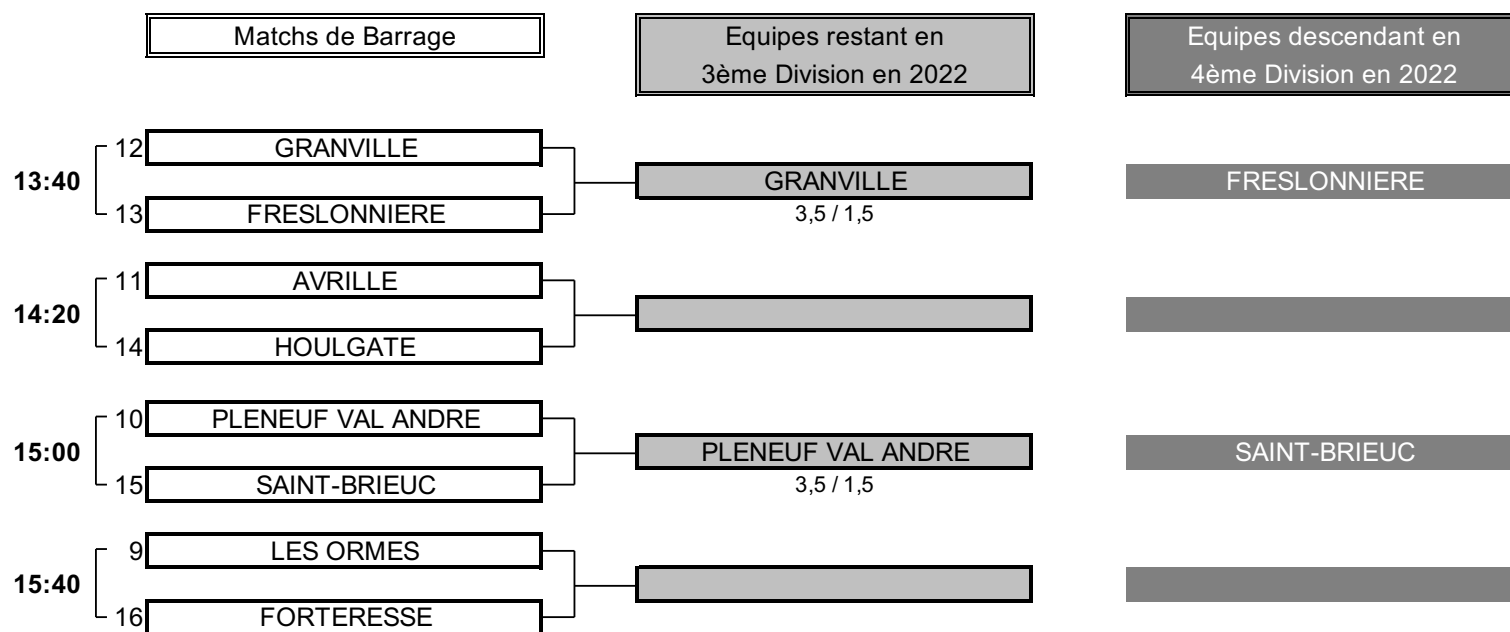 Matchs de Barrage
Equipes restant en
3ème Division en 2022
Equipes descendant en
4ème Division en 2022
12 GRANVILLE
13:40 GRANVILLE FRESLONNIERE
13 FRESLONNIERE 3,5 / 1,5
11 AVRILLE
14:20
14 HOULGATE
10 PLENEUF VAL ANDRE
15:00 PLENEUF VAL ANDRE SAINT-BRIEUC
15 SAINT-BRIEUC 3,5 / 1,5
9 LES ORMES
15:40
16 FORTERESSE